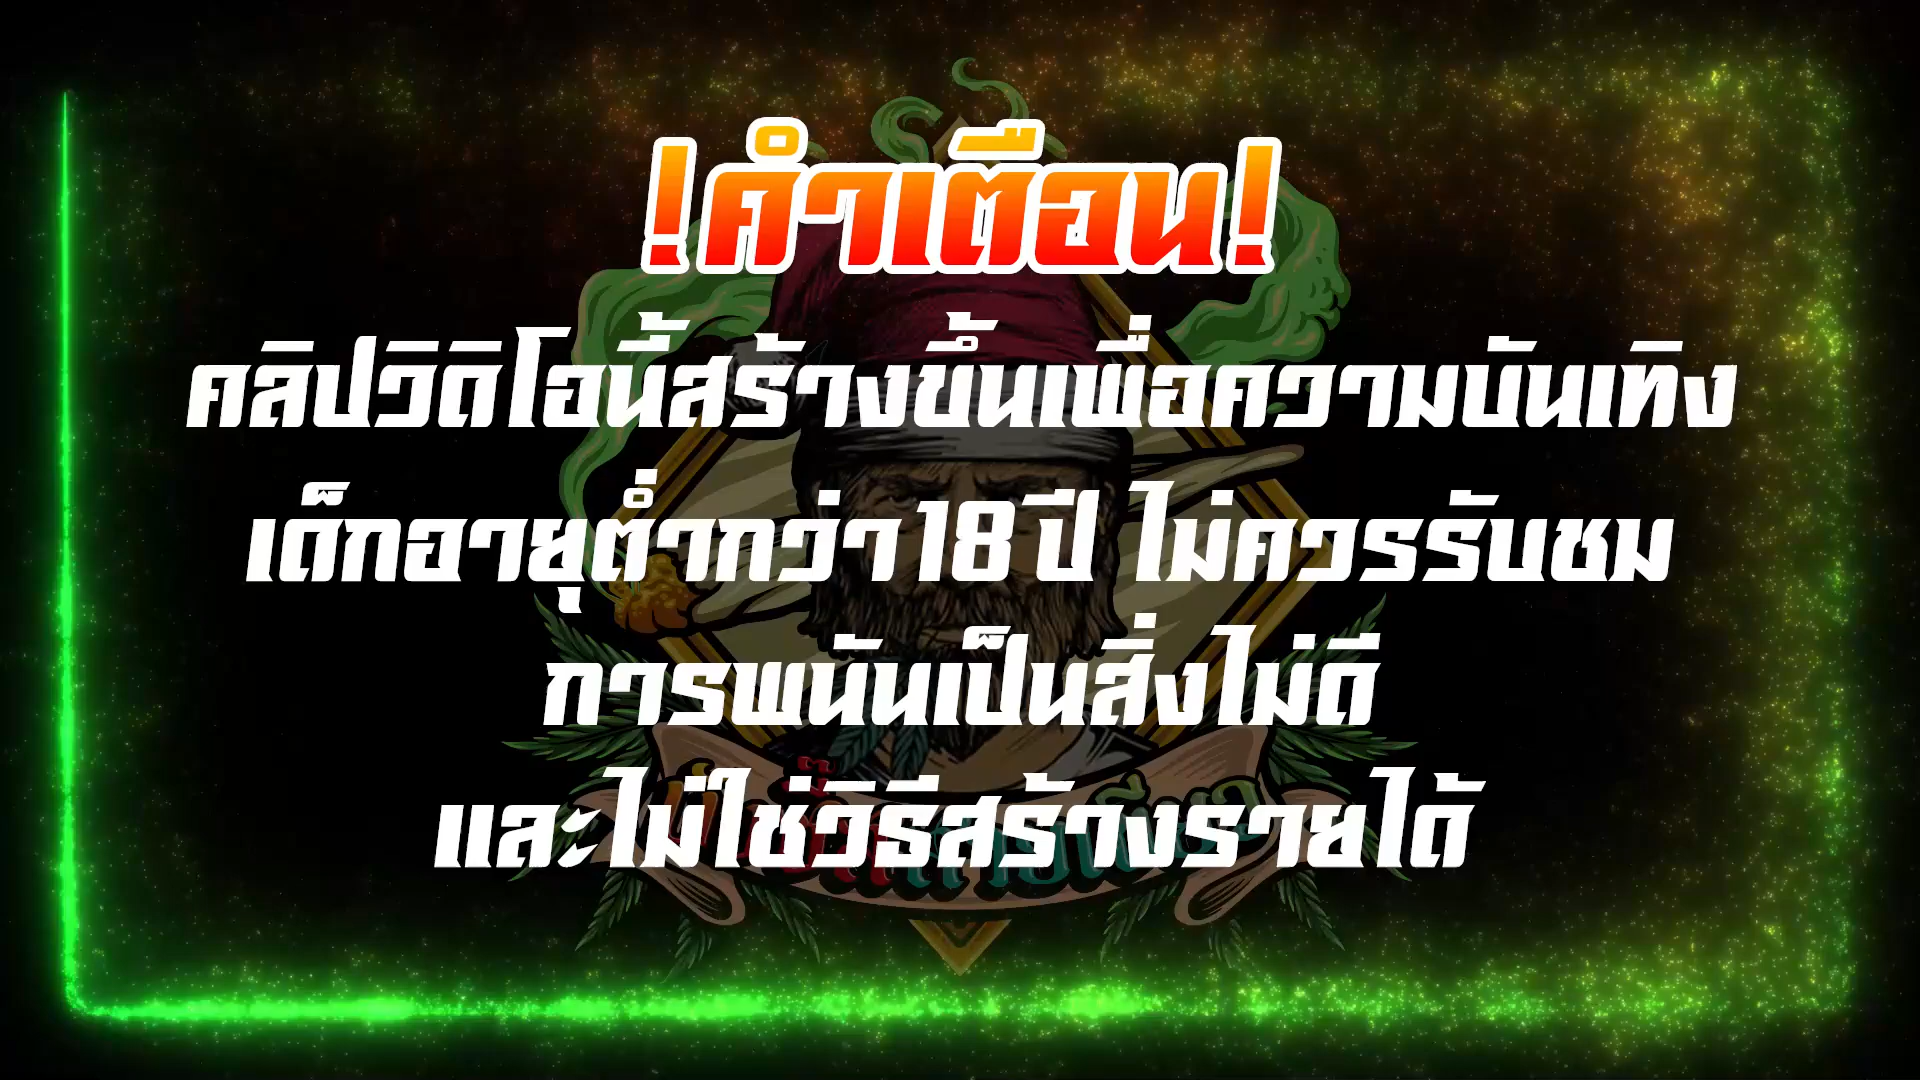 !คำเตือน!
คลิปวิดิโอนี้สร้างขึ้นเพื่อความบันเทิง
เด็กอายุต่ำกว่า 18 ปี ไม่ควรรับชม
การพนันเป็นสิ่งไม่ดี
และไม่ใช่วิธีสร้างรายได้